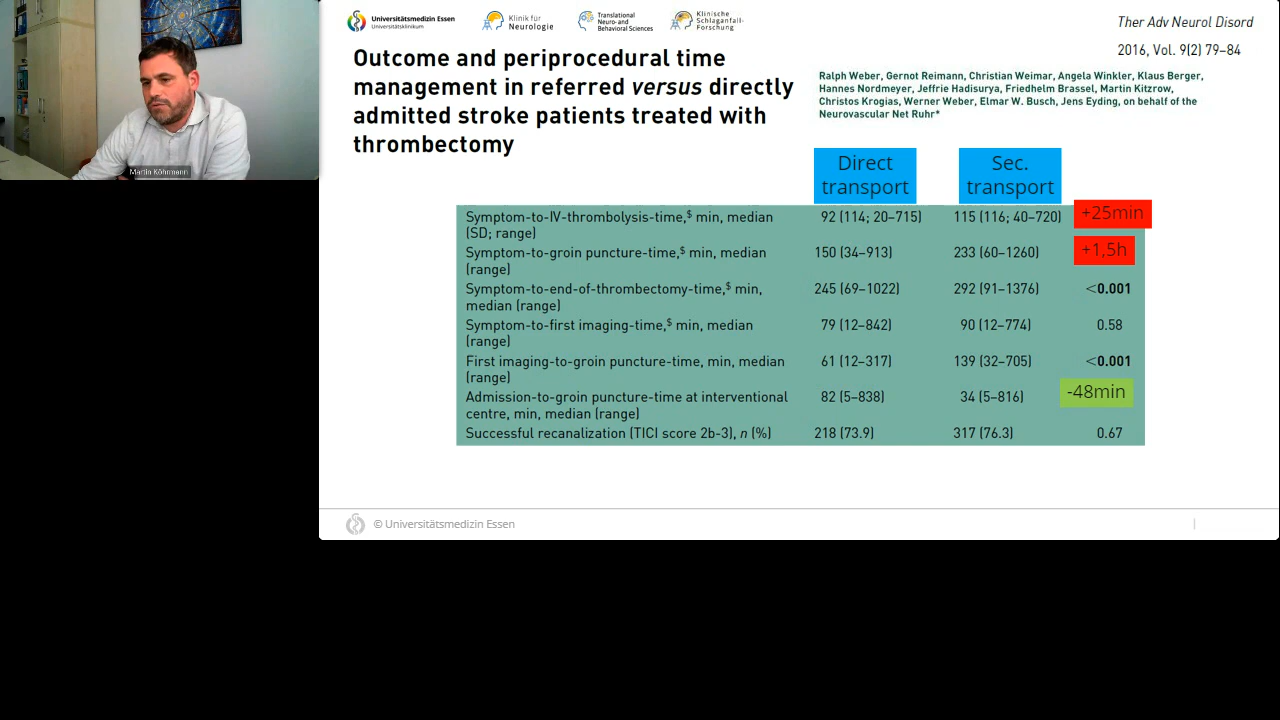 Martin Köhrmann
Universitätsmedizin Essen
Universitätsklinikum
Klinik für
Neurologie
Translational
Neuro- and
Behavioral Sciences
Klinische
Schlaganfall-
Forschung
Ther Adv Neurol Disord
2016, Vol. 9(2) 79–84
Outcome and periprocedural time
management in referred versus directly
admitted stroke patients treated with
thrombectomy
Ralph Weber, Gernot Reimann, Christian Weimar, Angela Winkler, Klaus Berger,
Hannes Nordmeyer, Jeffrie Hadisurya, Friedhelm Brassel, Martin Kitzrow,
Christos Krogias, Werner Weber, Elmar W. Busch, Jens Eyding, on behalf of the
Neurovascular Net Ruhr*
Direct
transport
Sec.
transport
Symptom-to-IV-thrombolysis-time,$ min, median 92 (114; 20–715) 115 (116; 40–720) +25min
(SD; range)
Symptom-to-groin puncture-time,$ min, median 150 (34–913) 233 (60–1260) +1,5h
(range)
Symptom-to-end-of-thrombectomy-time,$ min, 245 (69–1022) 292 (91–1376) <0.001
median (range)
Symptom-to-first imaging-time,$ min, median 79 (12–842) 90 (12–774) 0.58
(range)
First imaging-to-groin puncture-time, min, median 61 (12–317) 139 (32–705) <0.001
(range)
Admission-to-groin puncture-time at interventional 82 (5–838) 34 (5–816) -48min
centre, min, median (range)
Successful recanalization (TICI score 2b-3), n (%) 218 (73.9) 317 (76.3) 0.67
© Universitätsmedizin Essen